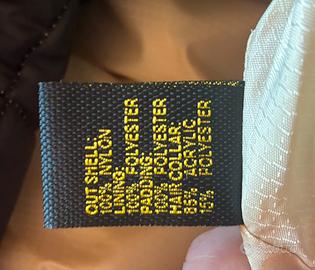 OUT SHELL:
100% NYLON
LINING:
100% POLYESTER
PADDING:
100% POLYESTER
HAIR COLLAR:
85% ACRYLIC
15% POLYESTER